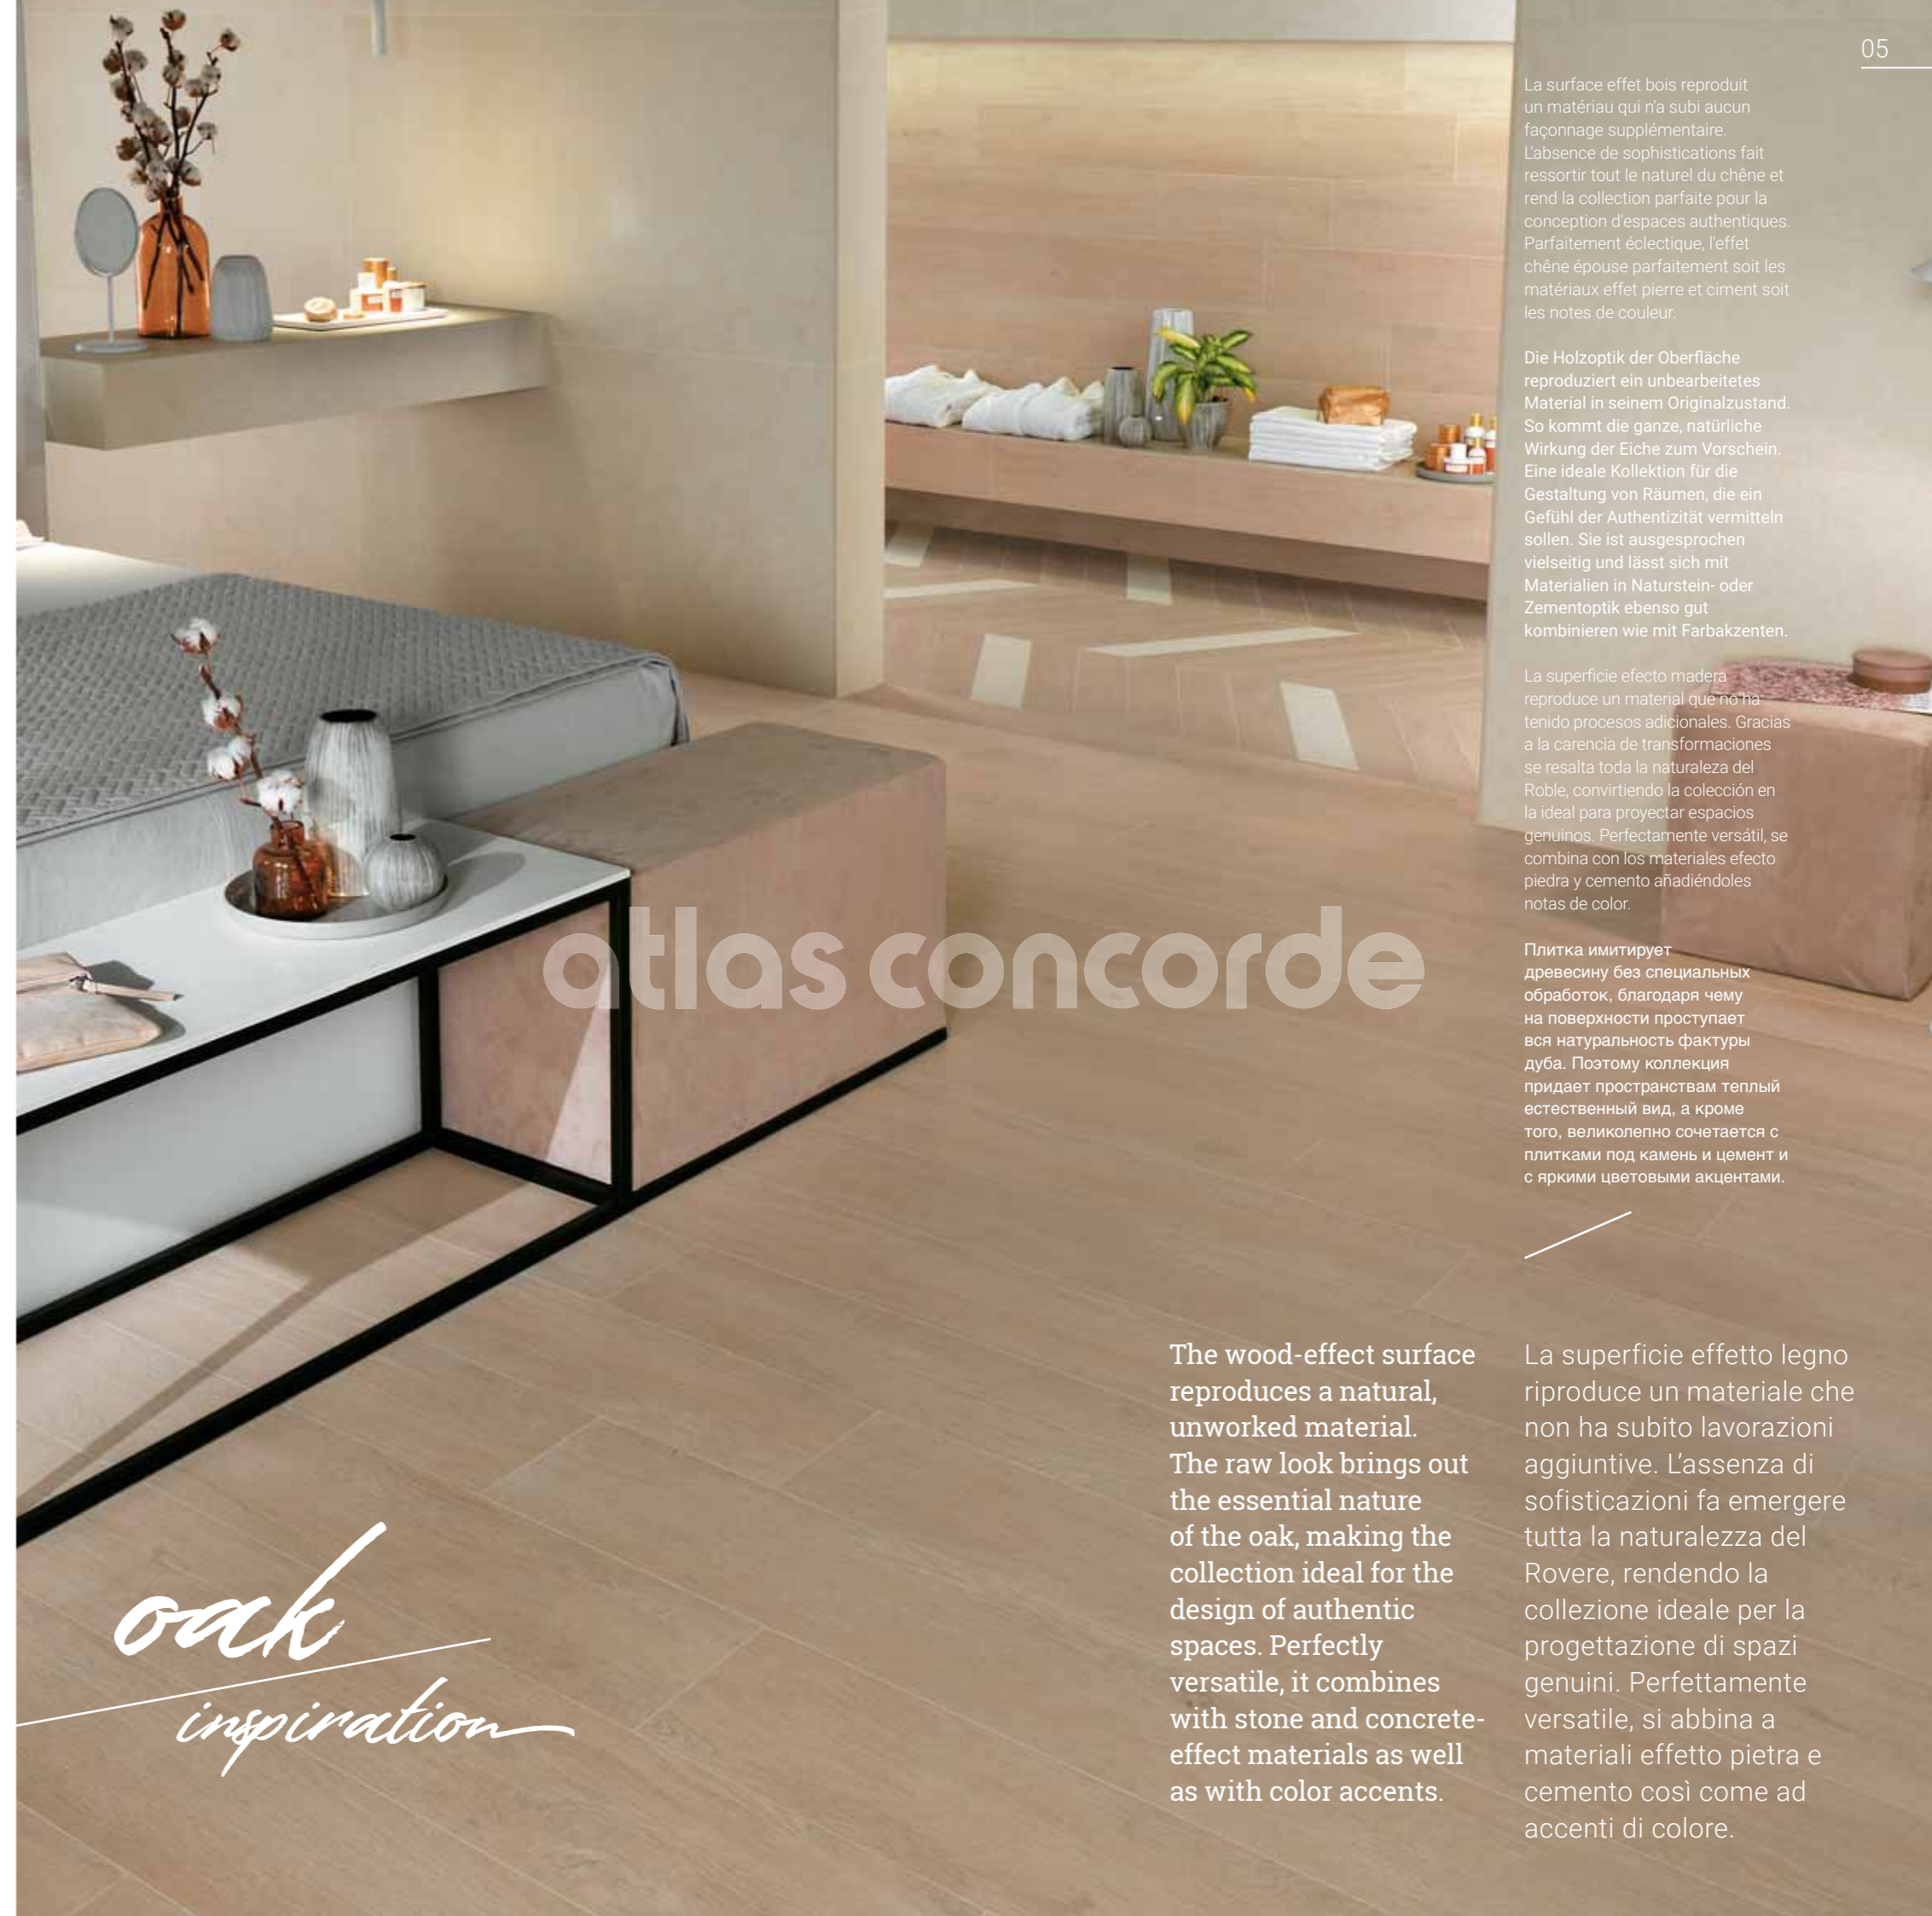 05
La surface effet bois reproduit
un matériau qui n'a subi aucun
façonnage supplémentaire.
L'absence de sophistications fait
ressortir tout le naturel du chêne et
rend la collection parfaite pour la
conception d'espaces authentiques.
Parfaitement éclectique, l'effet
chêne épouse parfaitement soit les
matériaux effet pierre et ciment soit
les notes de couleur.
Die Holzoptik der Oberfläche
reproduziert ein unbearbeitetes
Material in seinem Originalzustand.
So kommt die ganze, natürliche
Wirkung der Eiche zum Vorschein.
Eine ideale Kollektion für die
Gestaltung von Räumen, die ein
Gefühl der Authentizität vermitteln
sollen. Sie ist ausgesprochen
vielseitig und lässt sich mit
Materialien in Naturstein- oder
Zementoptik ebenso gut
kombinieren wie mit Farbakzenten.
La superficie efecto madera
reproduce un material que no ha
tenido procesos adicionales. Gracias
a la carencia de transformaciones
se resalta toda la naturaleza del
Roble, convirtiendo la colección en
la ideal para proyectar espacios
genuinos. Perfectamente versátil, se
combina con los materiales efecto
piedra y cemento añadiéndoles
notas de color.
Плитка имитирует
древесину без специальных
обработок, благодаря чему
на поверхности проступает
вся натуральность фактуры
дуба. Поэтому коллекция
придает пространствам теплый
естественный вид, а кроме
того, великолепно сочетается с
плитками под камень и цемент и
с яркими цветовыми акцентами.
atlas concorde
The wood-effect surface
reproduces a natural,
unworked material.
The raw look brings out
the essential nature
of the oak, making the
collection ideal for the
design of authentic
spaces. Perfectly
versatile, it combines
with stone and concrete-
effect materials as well
as with color accents.
La superficie effetto legno
riproduce un materiale che
non ha subito lavorazioni
aggiuntive. L'assenza di
sofisticazioni fa emergere
tutta la naturalezza del
Rovere, rendendo la
collezione ideale per la
progettazione di spazi
genuini. Perfettamente
versatile, si abbina a
materiali effetto pietra e
cemento così come ad
accenti di colore.
oak
inspiration